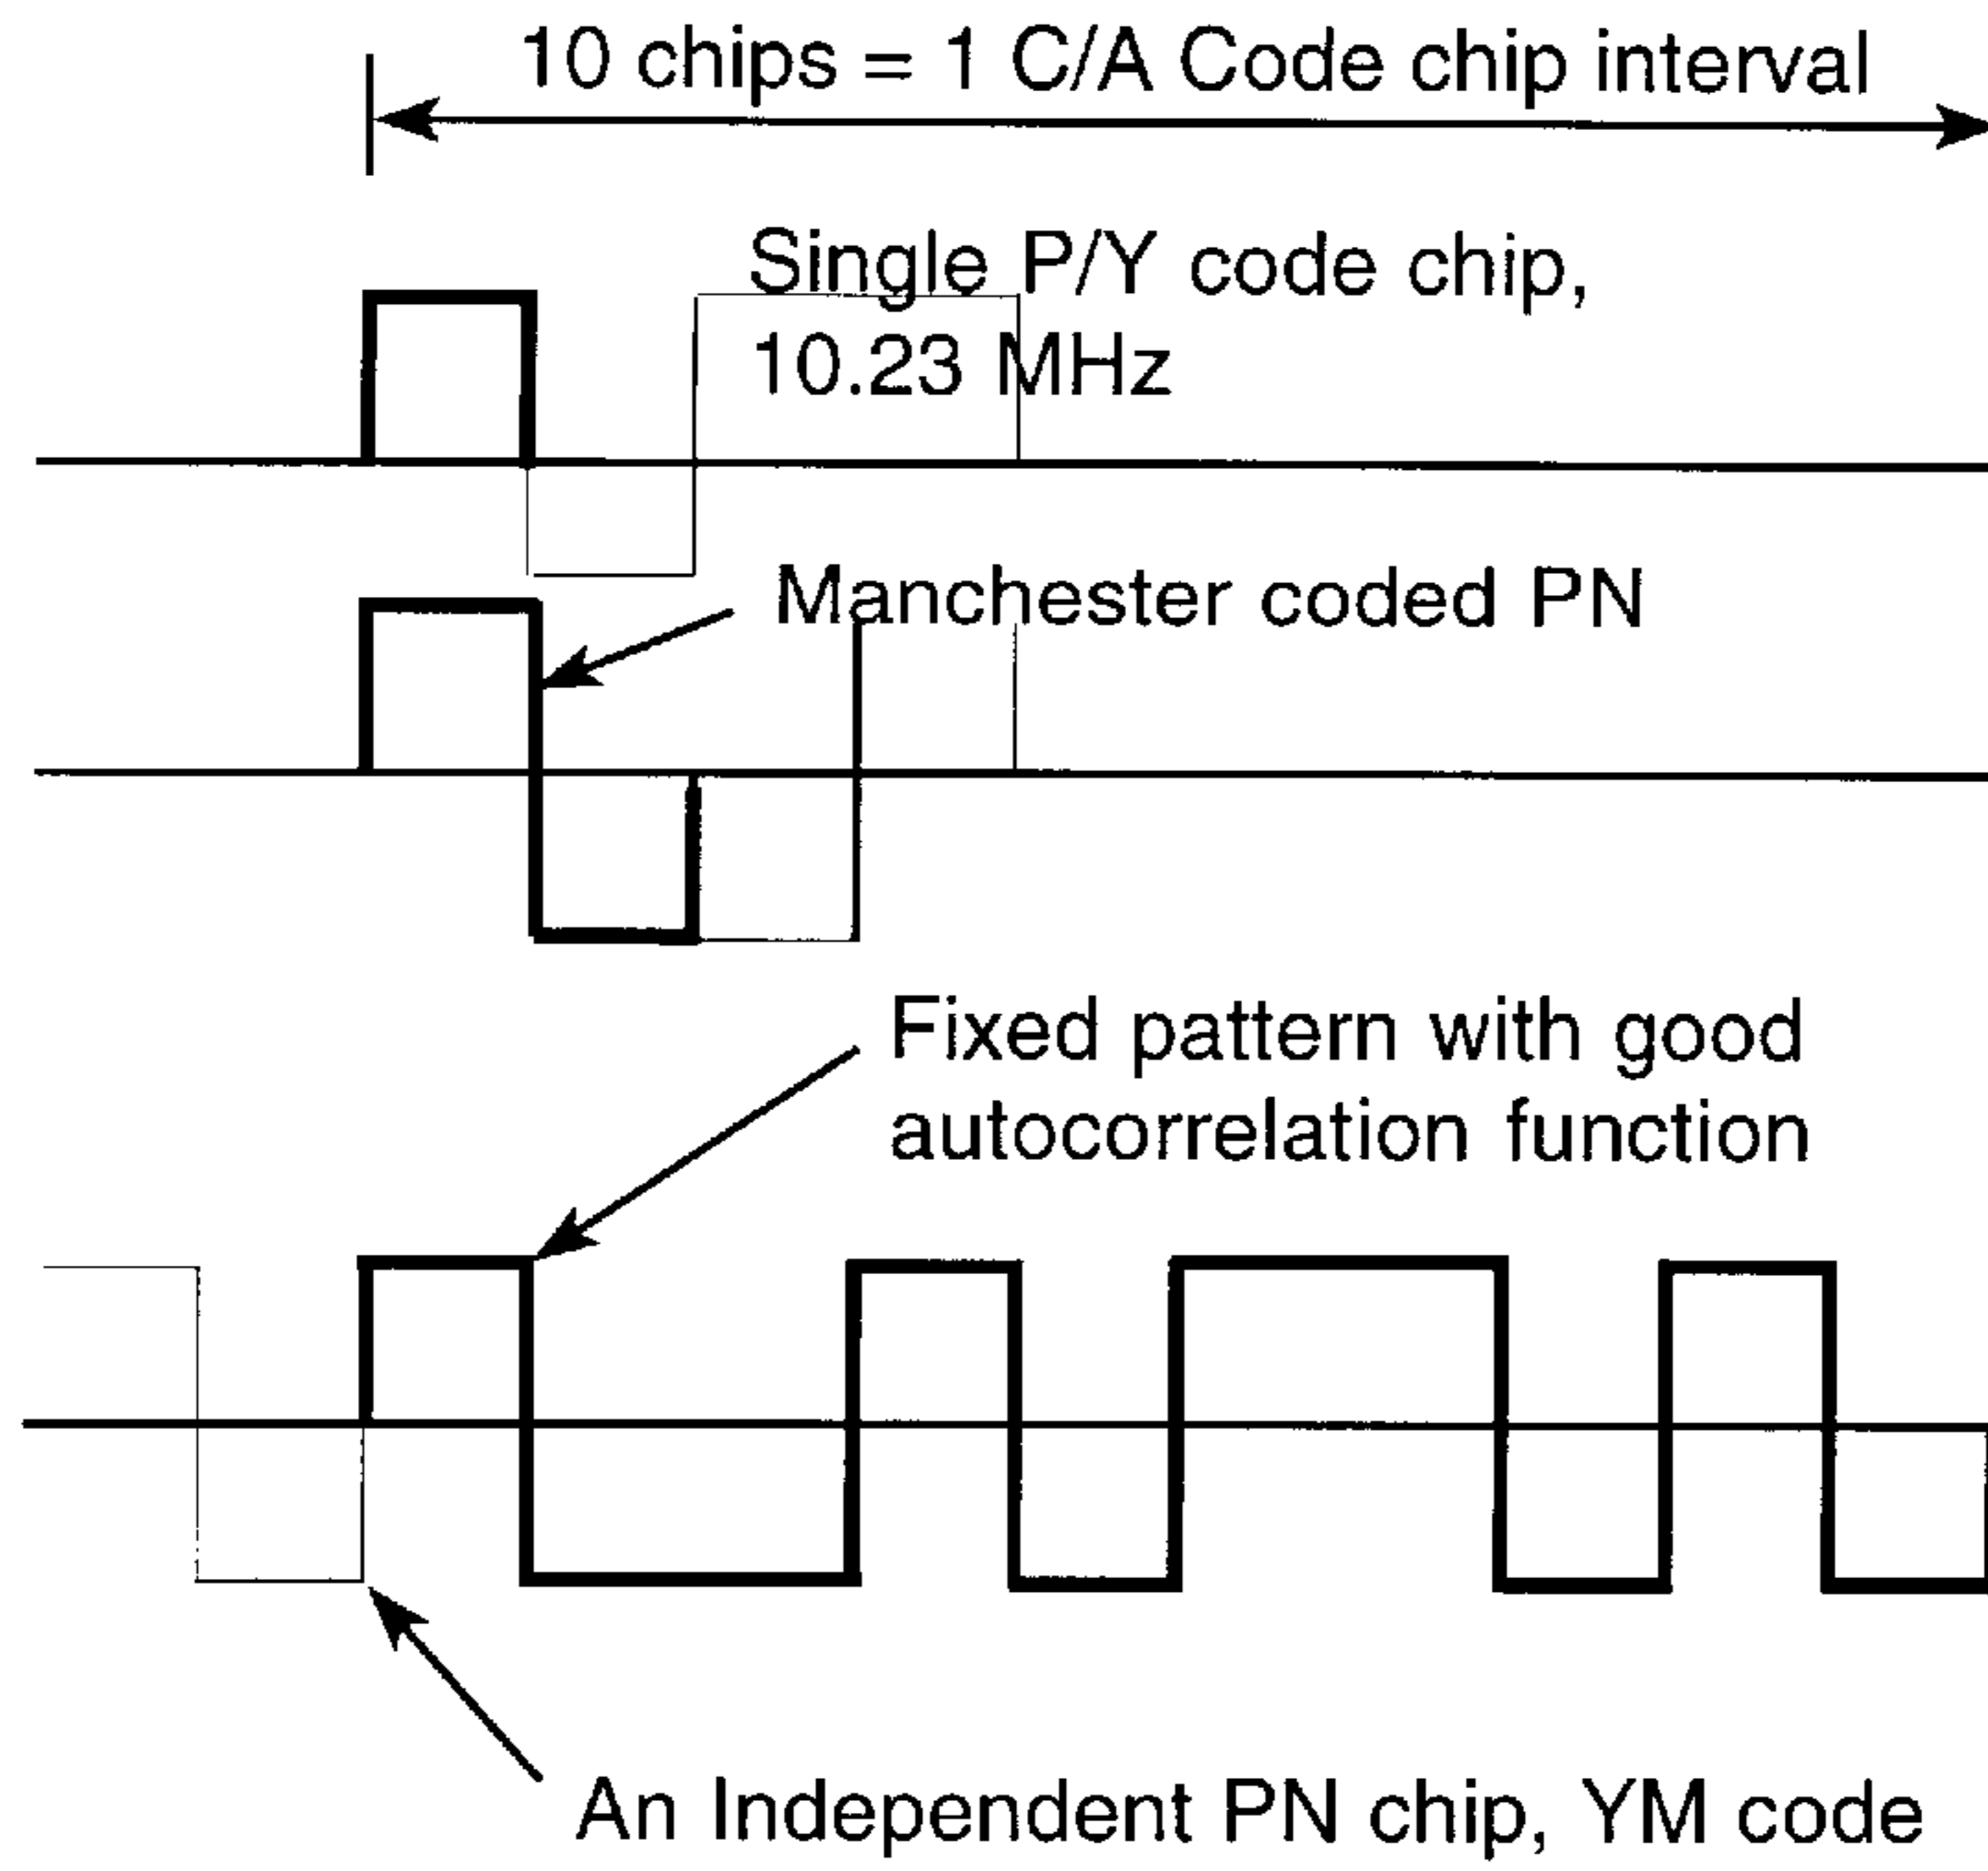 10 chips = 1 C/A Code chip interval
Single P/Y code chip,
10.23 MHz
Manchester coded PN
Fixed pattern with good
autocorrelation function
An Independent PN chip, YM code